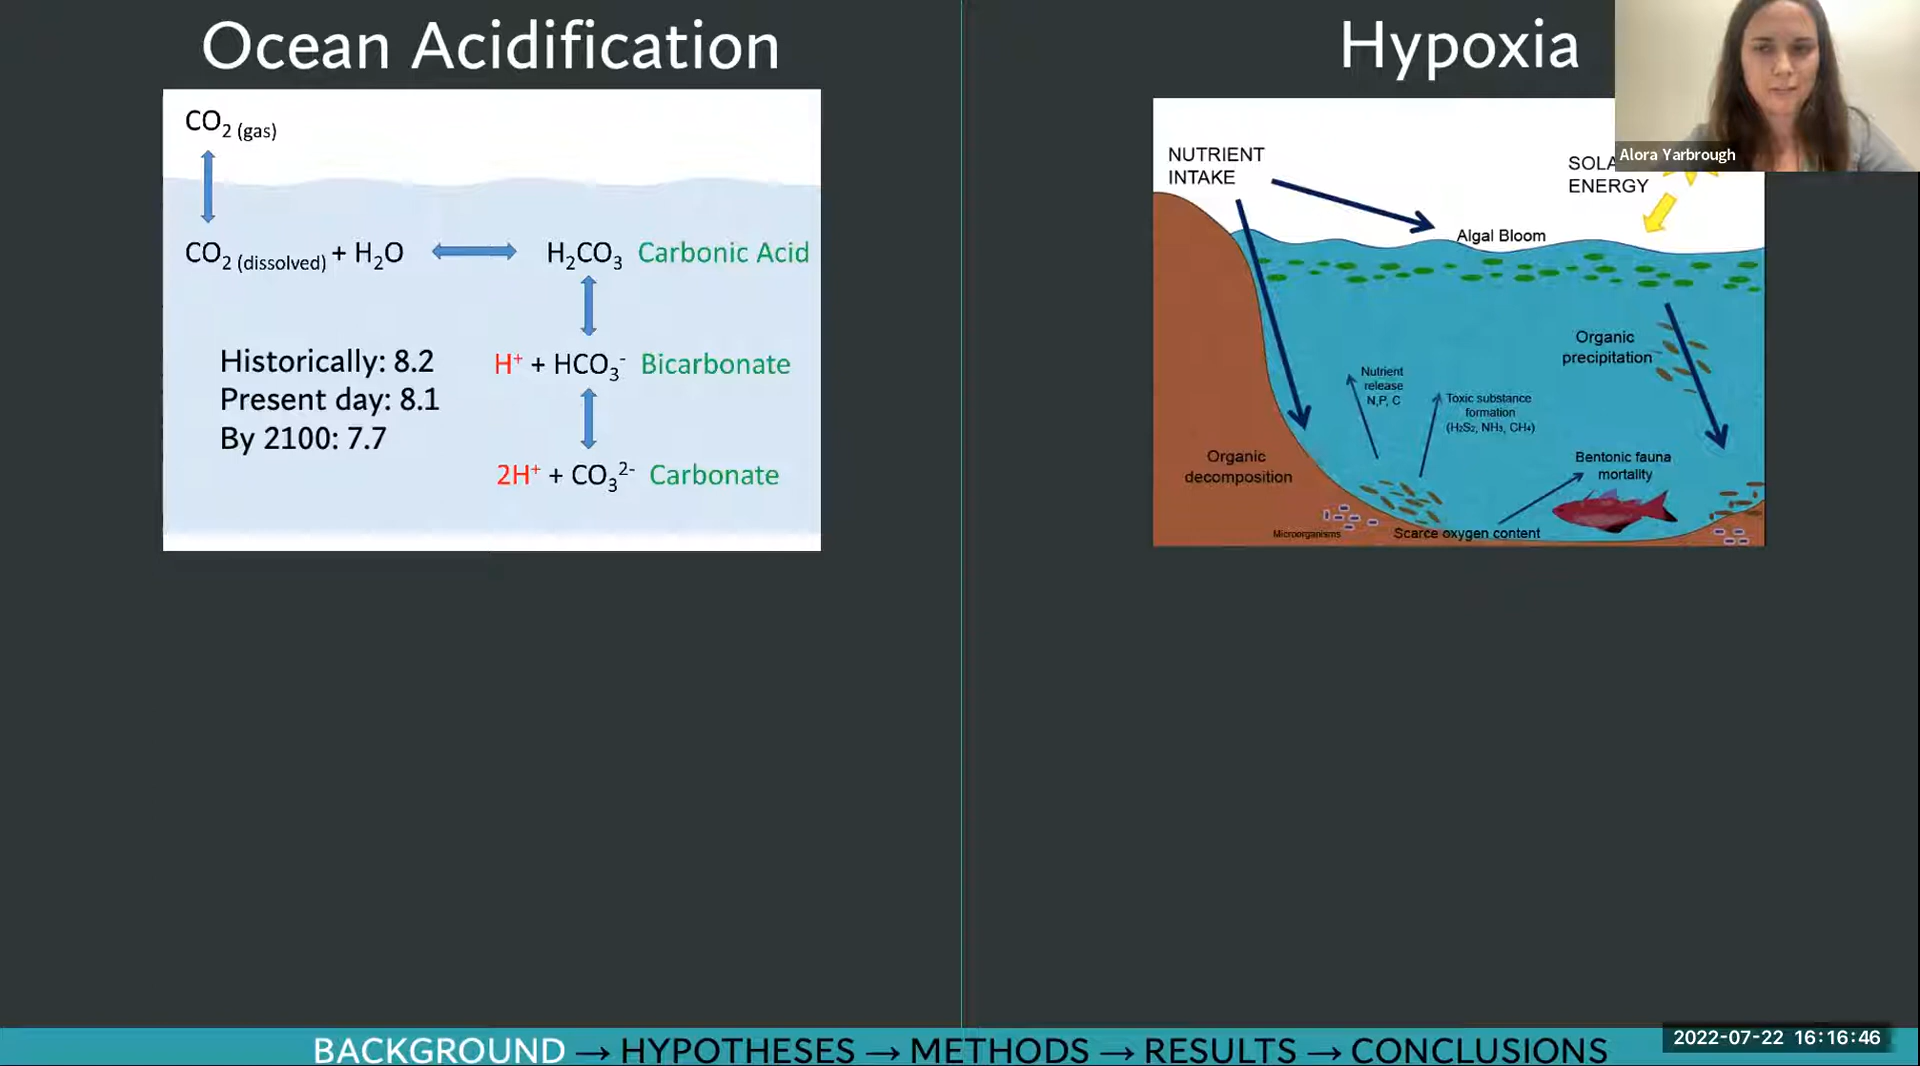 Ocean Acidification
CO2 (gas)
CO2 (dissolved) + H2O
H2CO3 Carbonic Acid
H+ + HCO3- Bicarbonate
2H+ + CO3 2- Carbonate
Historically: 8.2
Present day: 8.1
By 2100: 7.7
Hypoxia
Alora Yarbrough
NUTRIENT
INTAKE
ENERGY
Algal Bloom
Organic
precipitation
Nutrient
release
N,P, C
Toxic substance
formation
(H2S2, NH3, CH4)
Organic
decomposition
Bentonic fauna
mortality
Microorganisms
Scarce oxygen content
BACKGROUND → HYPOTHESES → METHODS → RESULTS → CONCLUSIONS
2022-07-22 16:16:46